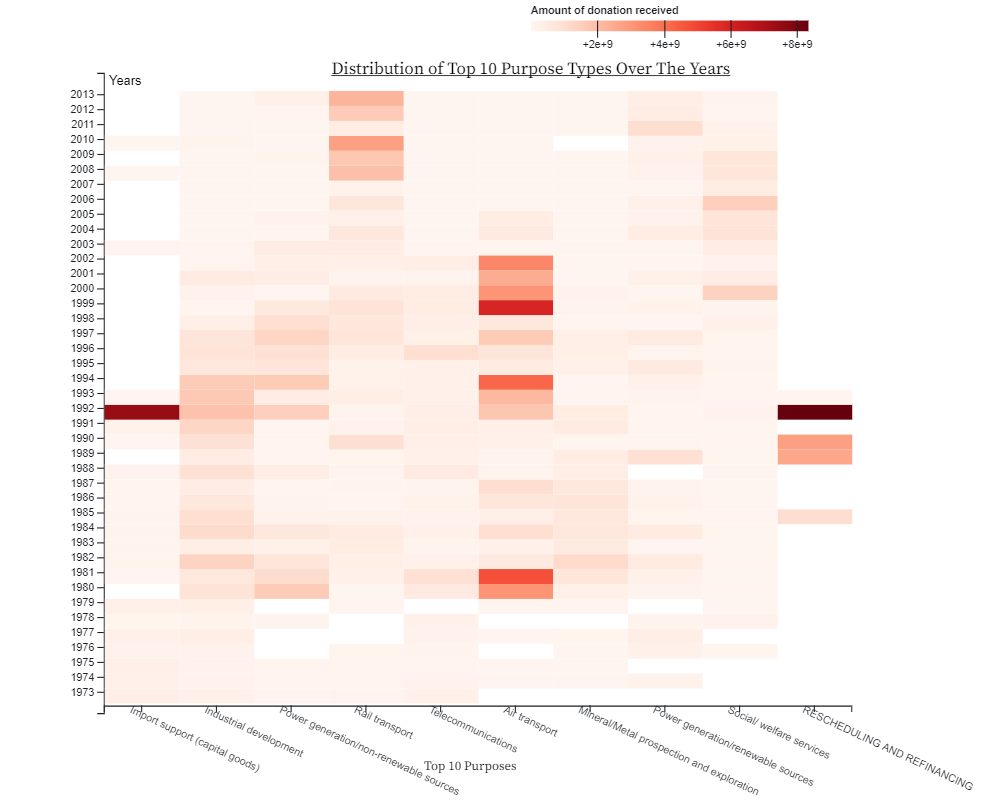 Amount of donation received
+2e+9 +4e+9 +6e+9 +8e+9
Distribution of Top 10 Purpose Types Over The Years
Years
2013
2012
2011
2010
2009
2008
2007
2006
2005
2004
2003
2002
2001
2000
1999
1998
1997
1996
1995
1994
1993
1992
1991
1990
1989
1988
1987
1986
1985
1984
1983
1982
1981
1980
1979
1978
1977
1976
1975
1974
1973
Import support (capital goods)
Industrial development
Power generation/non-renewable sources
Rail transport
Telecommunications
Air transport
Mineral/Metal prospection and exploration
Power generation/renewable sources
Social/ welfare services
RESCHEDULING AND REFINANCING
Top 10 Purposes